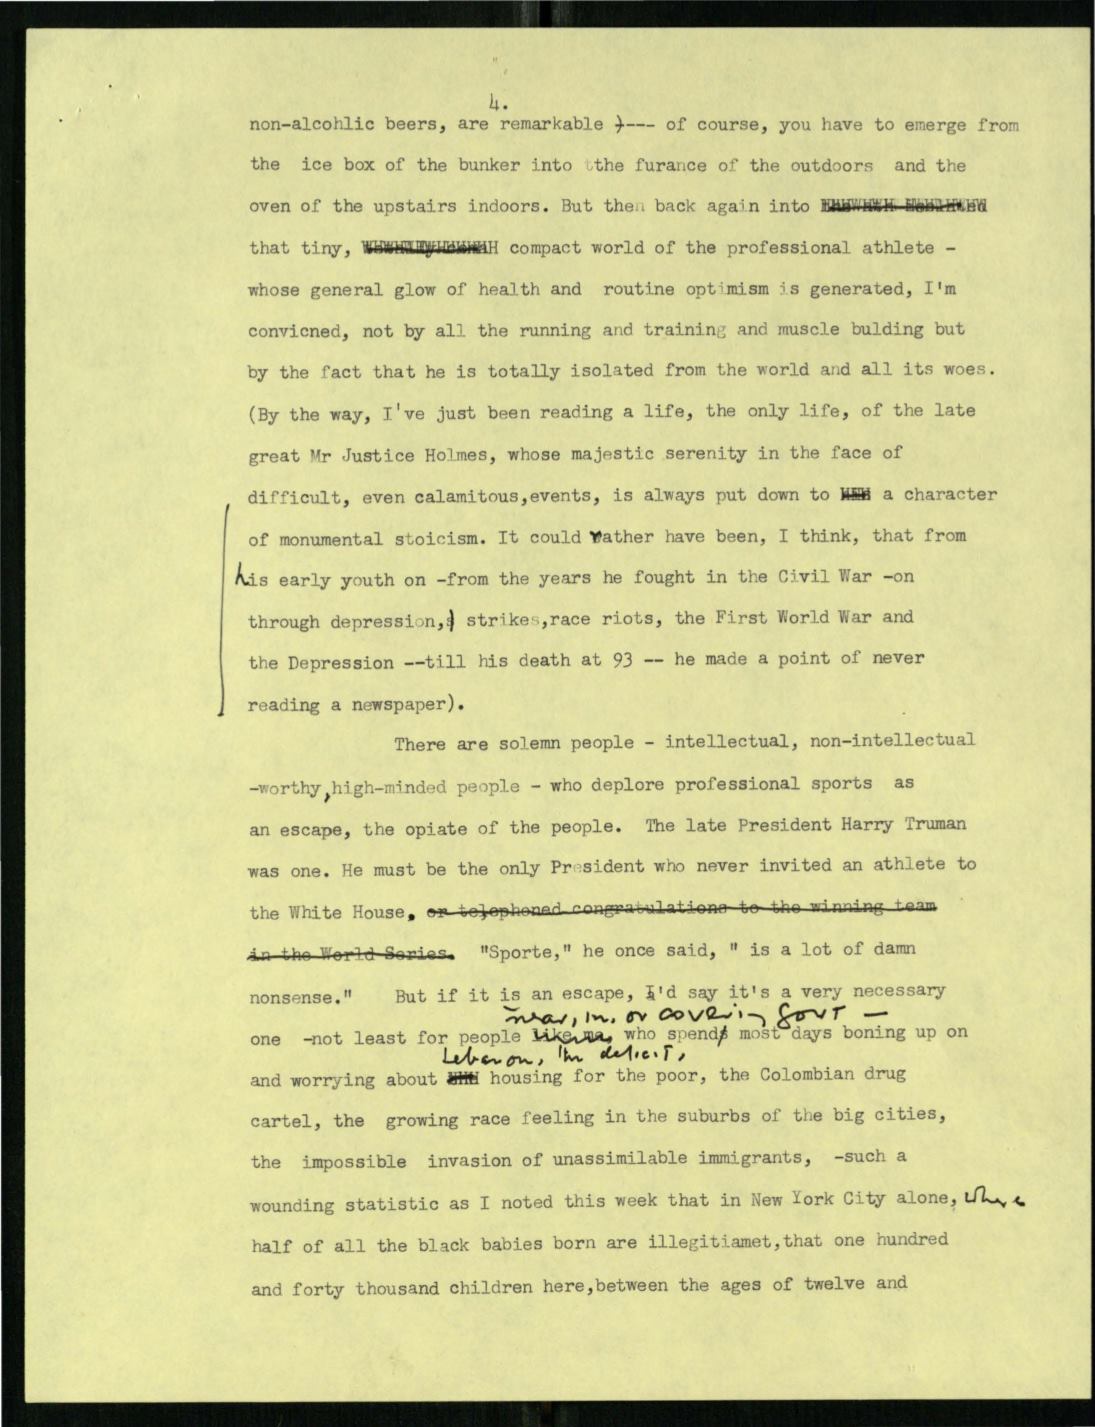 4.
non-alcohlic beers, are remarkable )--- of course, you have to emerge from
the ice box of the bunker into tthe furance of the outdoors and the
oven of the upstairs indoors. But then back again into
that tiny, compact world of the professional athlete -
whose general glow of health and routine optimism is generated, I'm
convicned, not by all the running and training and muscle bulding but
by the fact that he is totally isolated from the world and all its woes.
(By the way, I've just been reading a life, the only life, of the late
great Mr Justice Holmes, whose majestic serenity in the face of
difficult, even calamitous,events, is always put down to a character
of monumental stoicism. It could rather have been, I think, that from
his early youth on -from the years he fought in the Civil War -on
through depression, strikes,race riots, the First World War and
the Depression --till his death at 93 -- he made a point of never
reading a newspaper).
There are solemn people - intellectual, non-intellectual
-worthy,high-minded people - who deplore professional sports as
an escape, the opiate of the people. The late President Harry Truman
was one. He must be the only President who never invited an athlete to
the White House. or telephoned congratulations to the winning team
in the World Series. "Sporte," he once said, " is a lot of damn
nonsense." But if it is an escape, I'd say it's a very necessary
near, in, or covering govt —
one -not least for people like me, who spends most days boning up on
Lebanon, the deficit,
and worrying about housing for the poor, the Colombian drug
cartel, the growing race feeling in the suburbs of the big cities,
the impossible invasion of unassimilable immigrants, -such a
wounding statistic as I noted this week that in New York City alone, where
half of all the black babies born are illegitiamet,that one hundred
and forty thousand children here,between the ages of twelve and